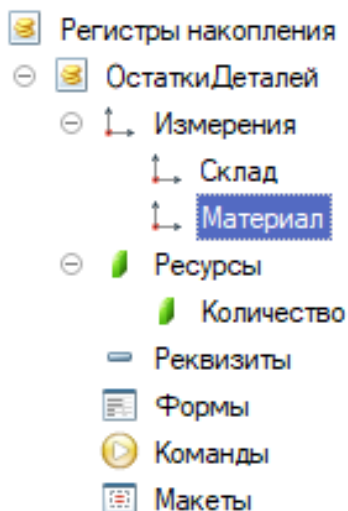 Регистры накопления
ОстаткиДеталей
Измерения
Склад
Материал
Ресурсы
Количество
Реквизиты
Формы
Команды
Макеты